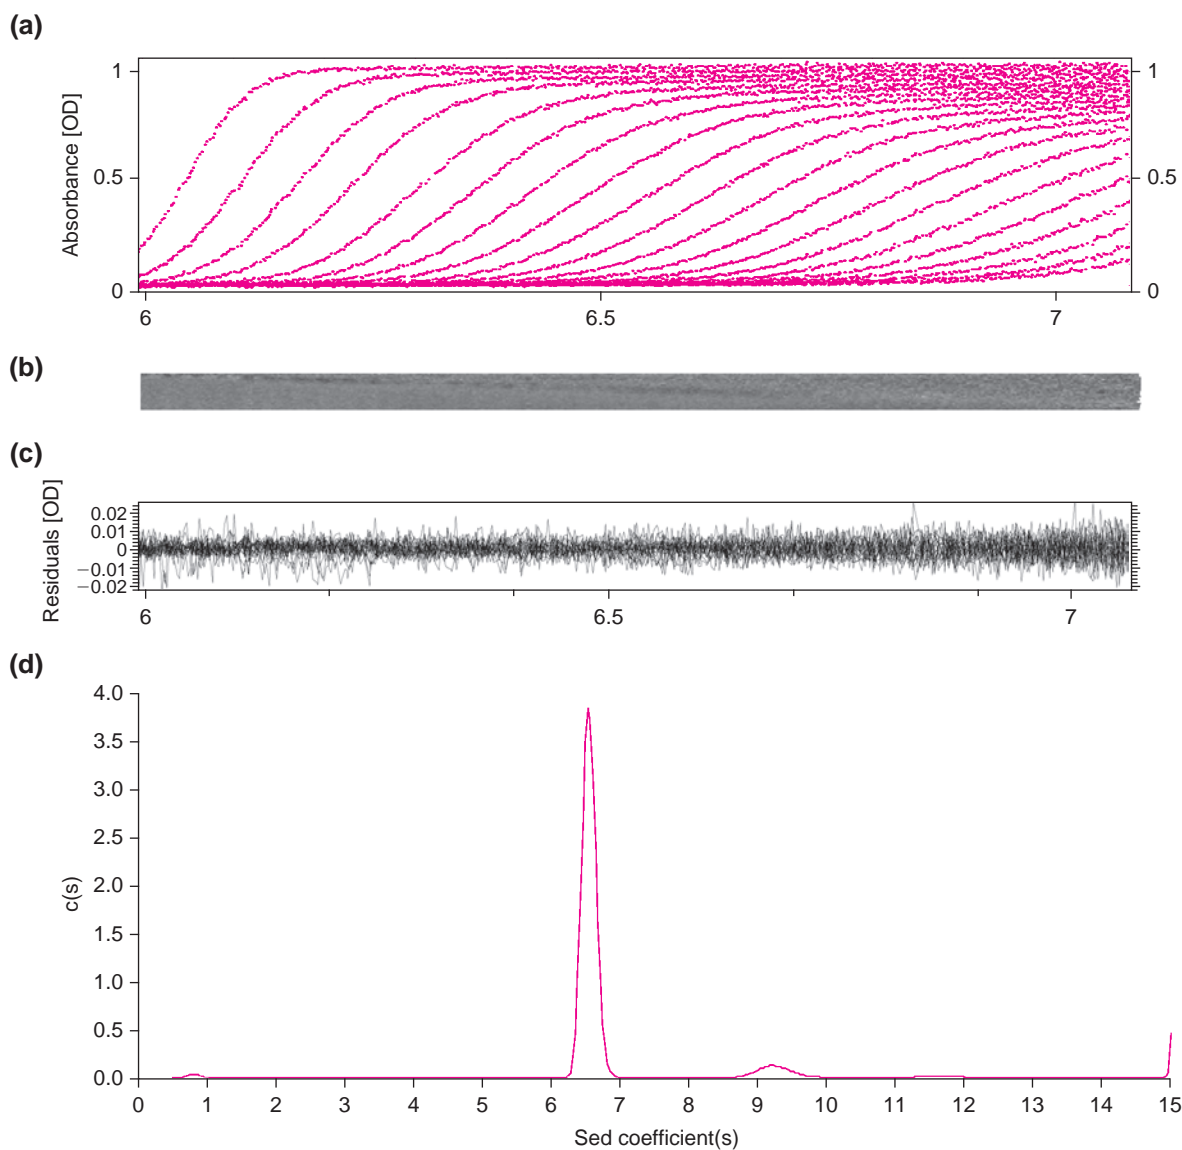 (a)
Absorbance [OD]
1
0.5
0
1
0.5
0
6
6.5
7
(b)
(c)
Residuals [OD]
0.02
0.01
0
−0.01
−0.02
6
6.5
7
(d)
c(s)
4.0
3.5
3.0
2.5
2.0
1.5
1.0
0.5
0.0
0 1 2 3 4 5 6 7 8 9 10 11 12 13 14 15
Sed coefficient(s)